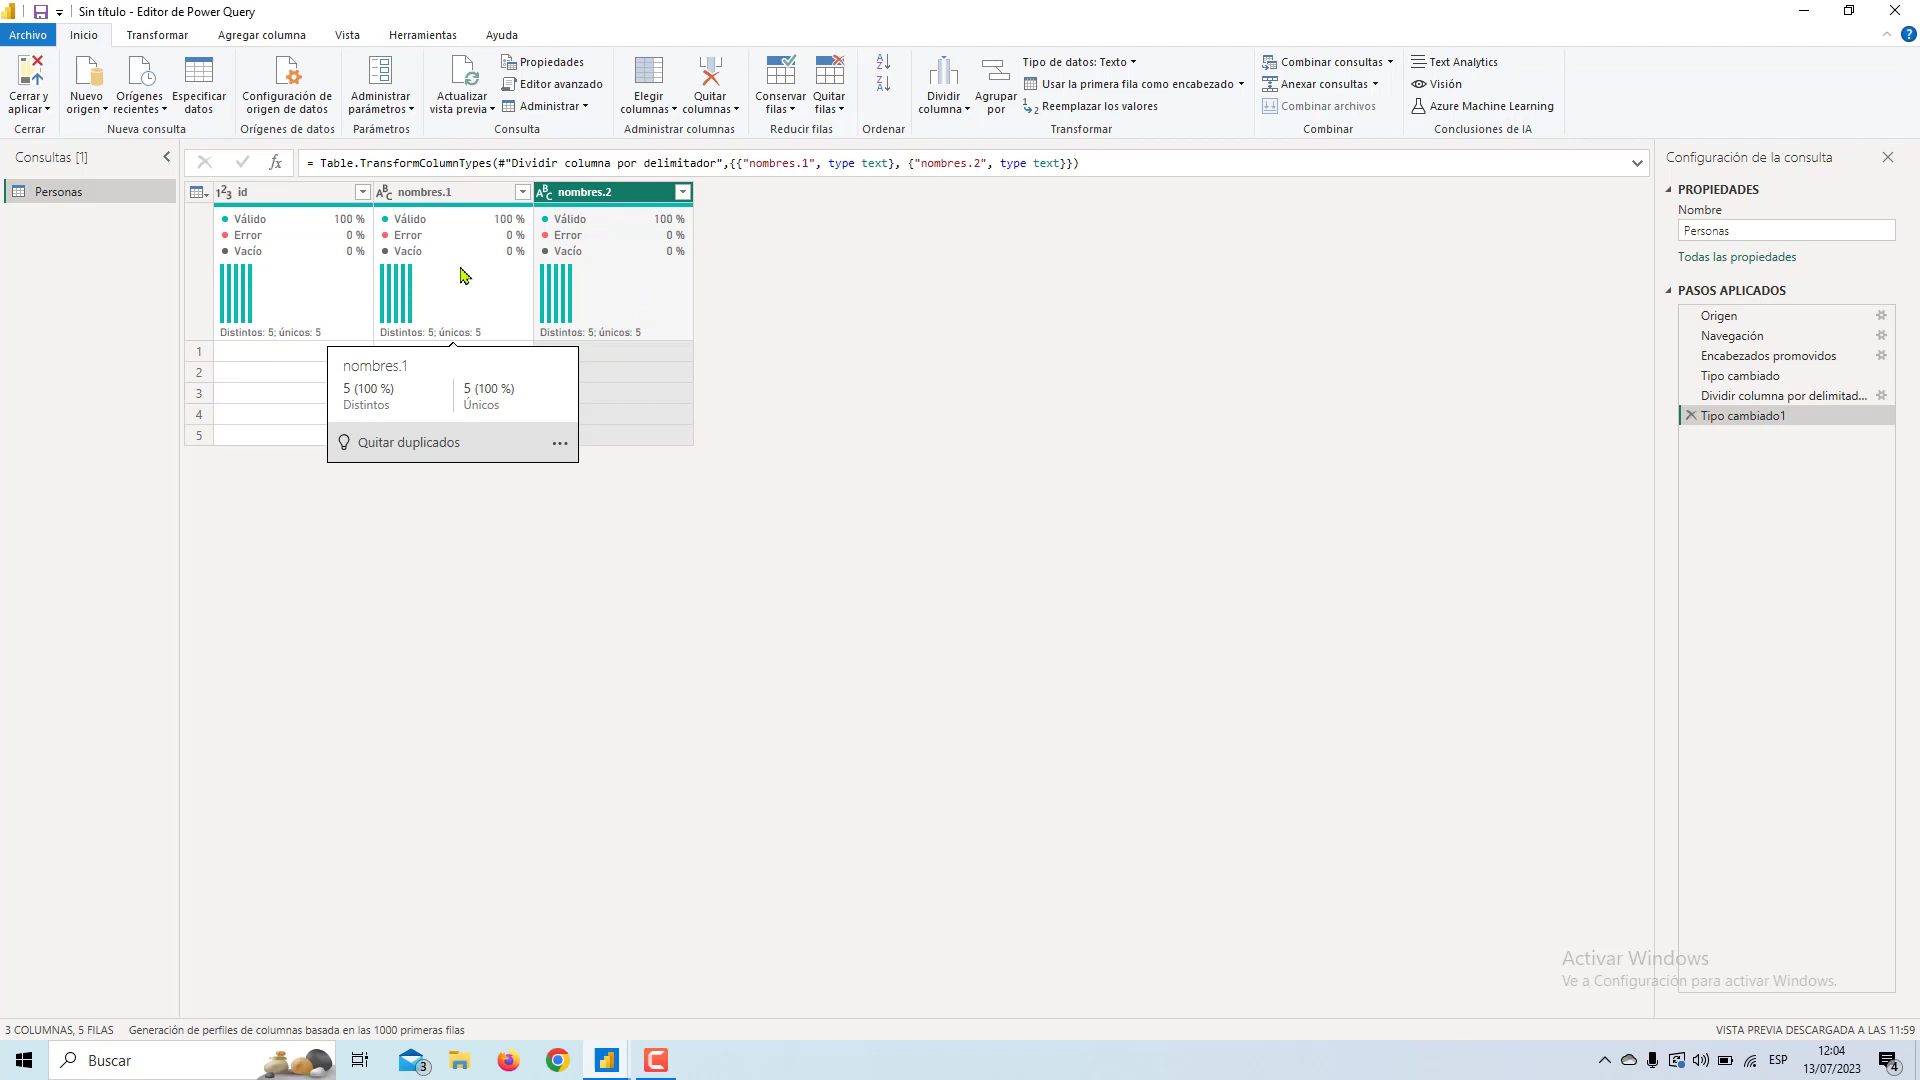 Sin título - Editor de Power Query
Archivo Inicio Transformar Agregar columna Vista Herramientas Ayuda
Cerrar y aplicar
Nuevo origen
Orígenes recientes
Especificar datos
Configuración de origen de datos
Administrar parámetros
Actualizar vista previa
Propiedades
Editor avanzado
Administrar
Elegir columnas
Quitar columnas
Conservar filas
Quitar filas
Dividir columna
Agrupar por
Tipo de datos: Texto
Usar la primera fila como encabezado
Reemplazar los valores
Combinar consultas
Anexar consultas
Combinar archivos
Text Analytics
Visión
Azure Machine Learning
Cerrar Nueva consulta Orígenes de datos Parámetros Consulta Administrar columnas Reducir filas Ordenar Transformar Combinar Conclusiones de IA
Consultas [1]
Personas
= Table.TransformColumnTypes(#"Dividir columna por delimitador",{{"nombres.1", type text}, {"nombres.2", type text}})
id nombres.1 nombres.2
Válido 100 % Válido 100 % Válido 100 %
Error 0 % Error 0 % Error 0 %
Vacío 0 % Vacío 0 % Vacío 0 %
Distintos: 5; únicos: 5 Distintos: 5; únicos: 5 Distintos: 5; únicos: 5
1
2
3
4
5
nombres.1
5 (100 %) 5 (100 %)
Distintos Únicos
Quitar duplicados
Configuración de la consulta
PROPIEDADES
Nombre
Personas
Todas las propiedades
PASOS APLICADOS
Origen
Navegación
Encabezados promovidos
Tipo cambiado
Dividir columna por delimitad...
Tipo cambiado1
Activar Windows
Ve a Configuración para activar Windows.
3 COLUMNAS, 5 FILAS Generación de perfiles de columnas basada en las 1000 primeras filas VISTA PREVIA DESCARGADA A LAS 11:59
Buscar
3
ESP
12:04
13/07/2023
4